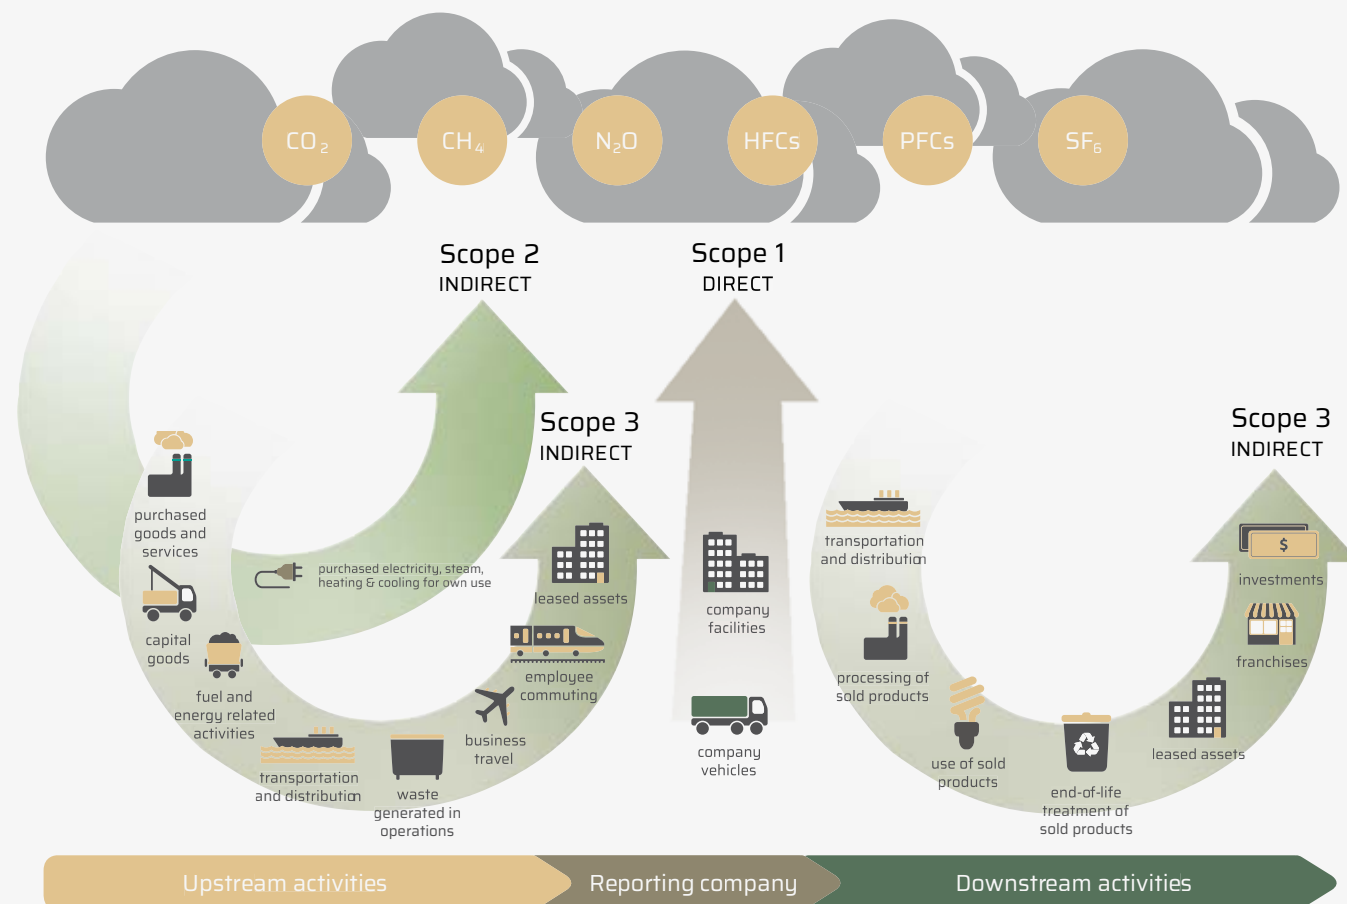 CO₂
CH₄
N₂O
HFCs
PFCs
SF₆
Scope 2
INDIRECT
Scope 1
DIRECT
Scope 3
INDIRECT
Scope 3
INDIRECT
purchased
goods and
services
purchased electricity, steam,
heating & cooling for own use
capital
goods
fuel and
energy related
activities
transportation
and distribution
waste
generated in
operations
business
travel
employee
commuting
leased assets
company
facilities
company
vehicles
transportation
and distribution
processing of
sold products
use of sold
products
end-of-life
treatment of
sold products
leased assets
franchises
investments
$
Upstream activities
Reporting company
Downstream activities